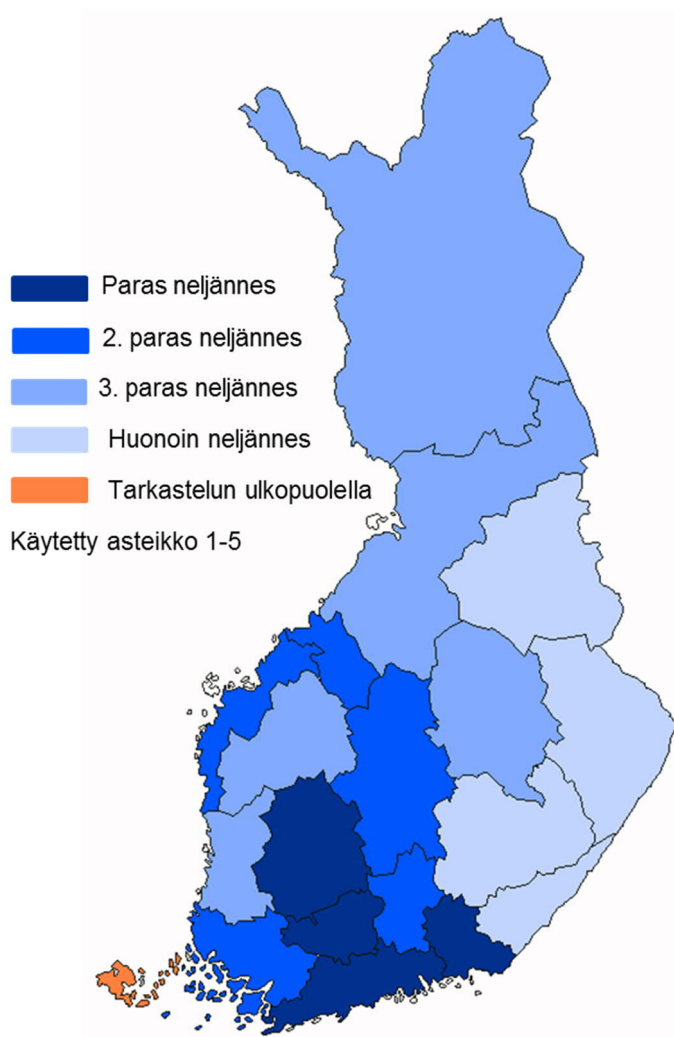 Paras neljännes
2. paras neljännes
3. paras neljännes
Huonoin neljännes
Tarkastelun ulkopuolella
Käytetty asteikko 1-5